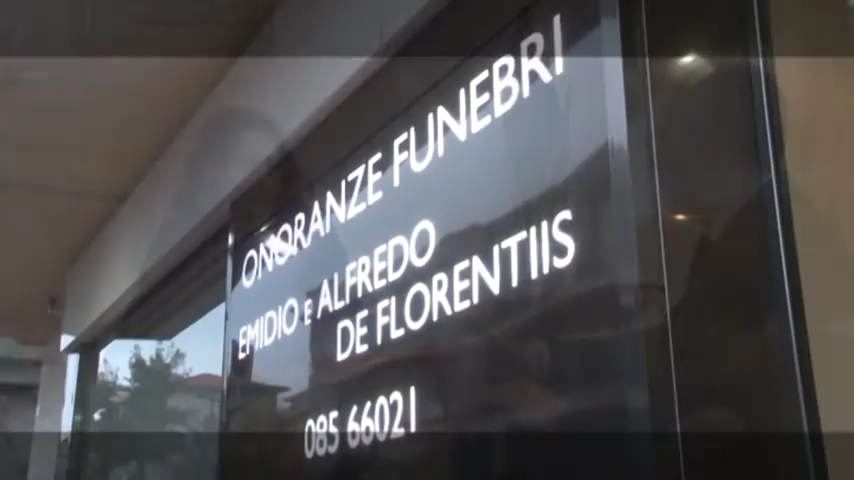 ONORANZE FUNEBRI
EMIDIO E ALFREDO
DE FLORENTIIS
085 66021